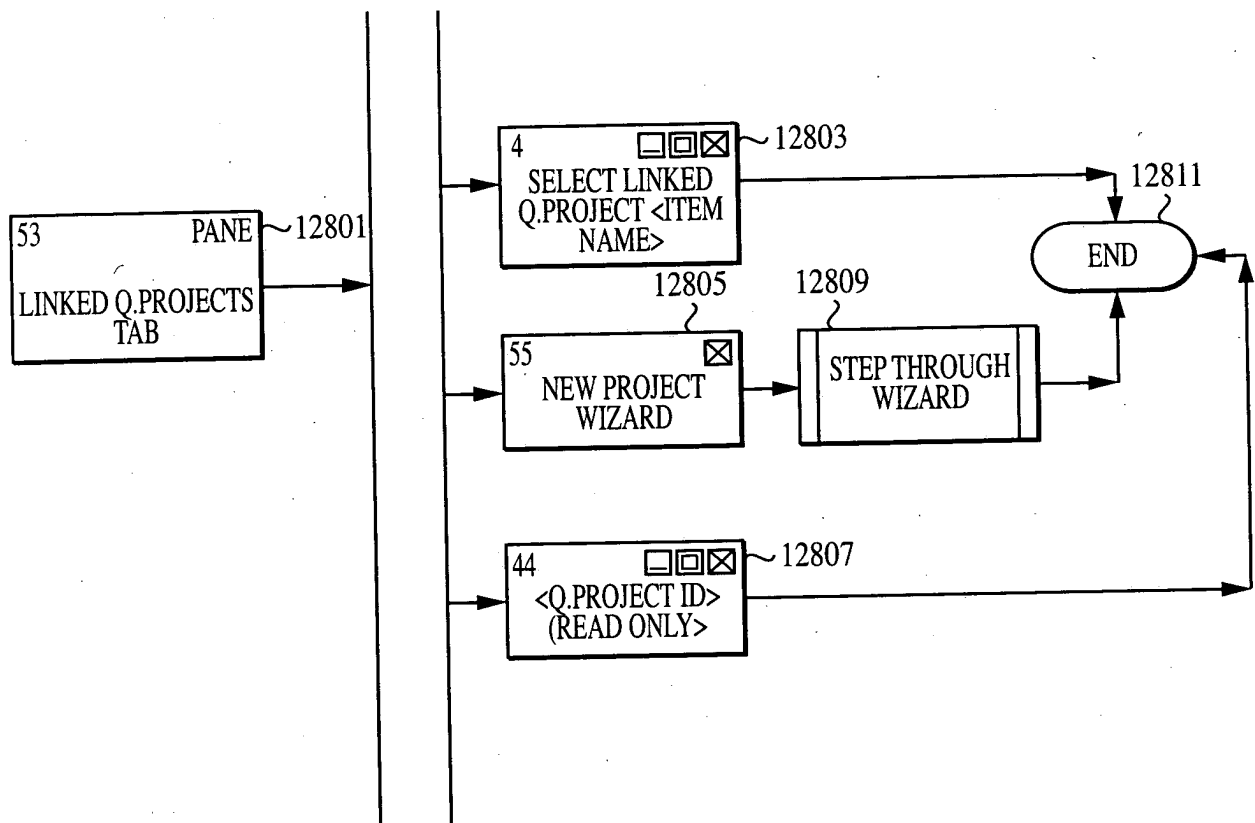 53
PANE
12801
LINKED Q.PROJECTS
TAB
4
12803
SELECT LINKED
Q.PROJECT <ITEM
NAME>
12811
END
12805
55
NEW PROJECT
WIZARD
12809
STEP THROUGH
WIZARD
44
12807
<Q.PROJECT ID>
(READ ONLY>